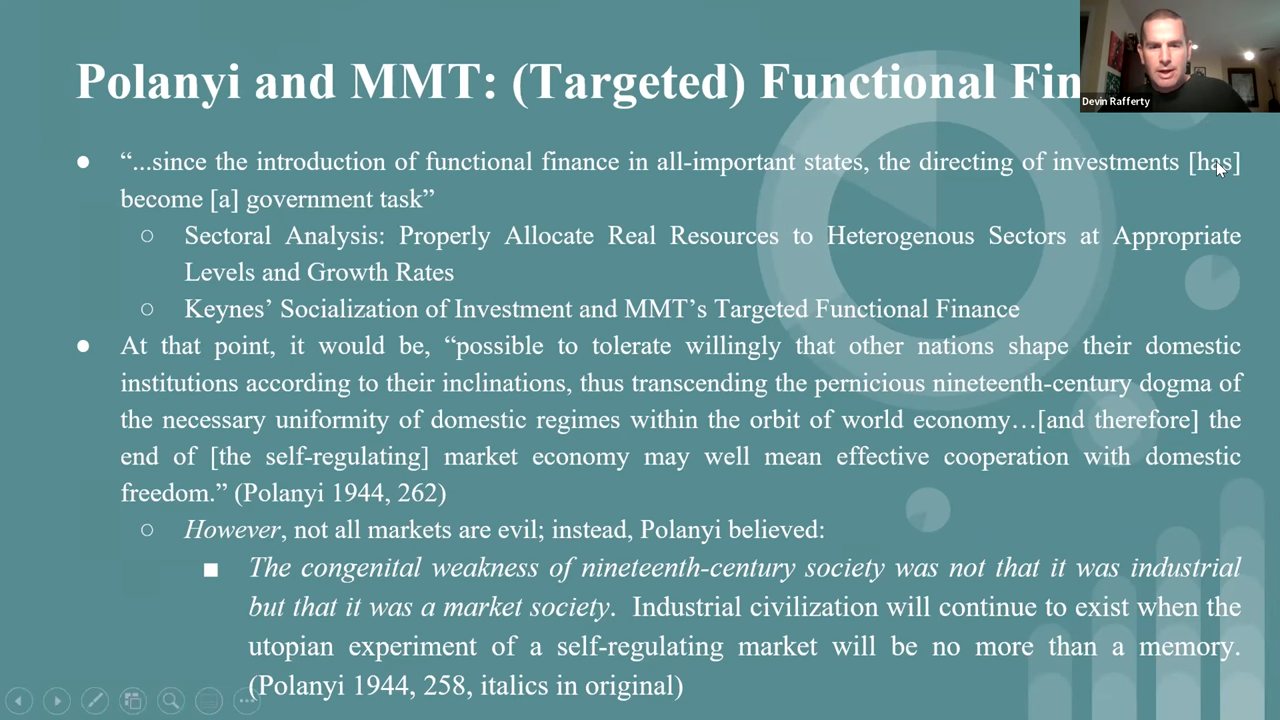 Polanyi and MMT: (Targeted) Functional Fin
Devin Rafferty
● “...since the introduction of functional finance in all-important states, the directing of investments [has]
become [a] government task”
○ Sectoral Analysis: Properly Allocate Real Resources to Heterogenous Sectors at Appropriate
Levels and Growth Rates
○ Keynes’ Socialization of Investment and MMT’s Targeted Functional Finance
● At that point, it would be, “possible to tolerate willingly that other nations shape their domestic
institutions according to their inclinations, thus transcending the pernicious nineteenth-century dogma of
the necessary uniformity of domestic regimes within the orbit of world economy…[and therefore] the
end of [the self-regulating] market economy may well mean effective cooperation with domestic
freedom.” (Polanyi 1944, 262)
○ However, not all markets are evil; instead, Polanyi believed:
■ The congenital weakness of nineteenth-century society was not that it was industrial
but that it was a market society. Industrial civilization will continue to exist when the
utopian experiment of a self-regulating market will be no more than a memory.
(Polanyi 1944, 258, italics in original)